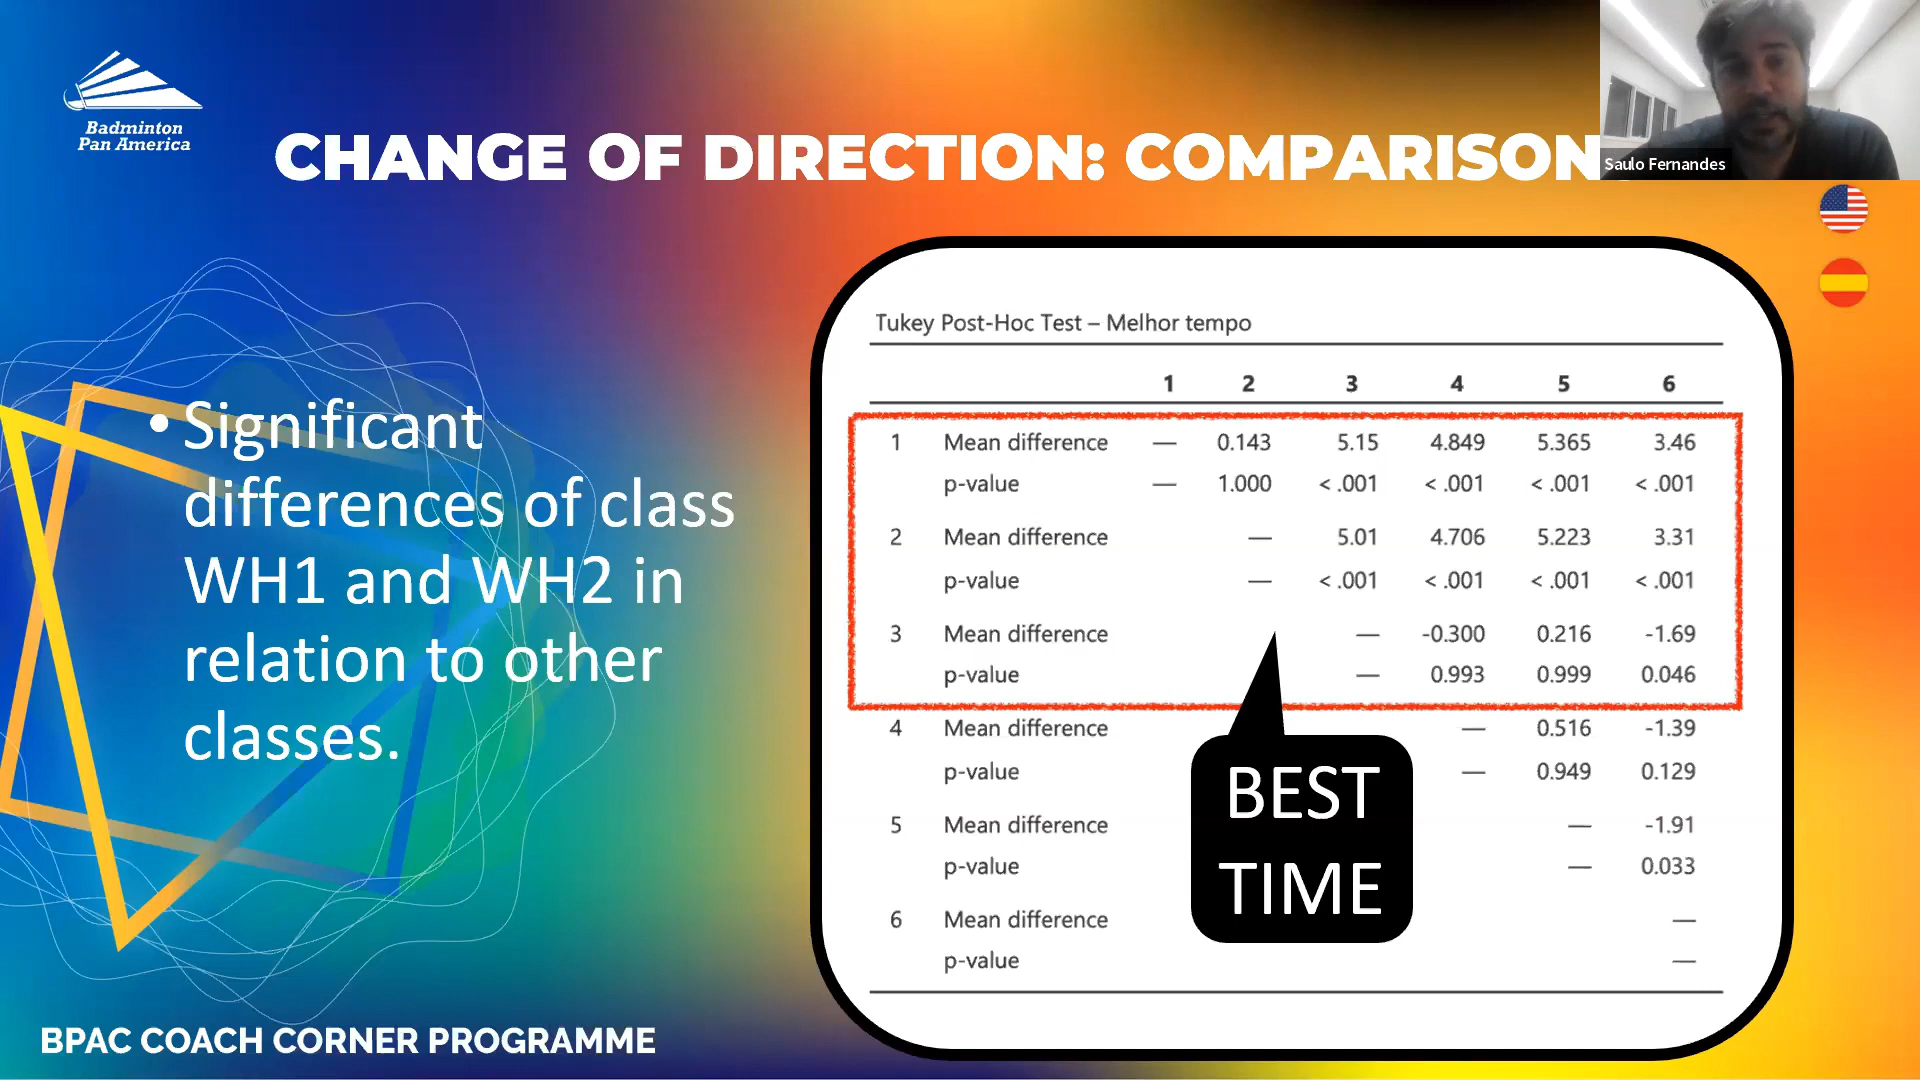 Badminton
Pan America
CHANGE OF DIRECTION: COMPARISON
Saulo Fernandes
• Significant
differences of class
WH1 and WH2 in
relation to other
classes.
Tukey Post-Hoc Test – Melhor tempo
1 2 3 4 5 6
1 Mean difference — 0.143 5.15 4.849 5.365 3.46
p-value — 1.000 < .001 < .001 < .001 < .001
2 Mean difference — 5.01 4.706 5.223 3.31
p-value — < .001 < .001 < .001 < .001
3 Mean difference — -0.300 0.216 -1.69
p-value — 0.993 0.999 0.046
4 Mean difference — 0.516 -1.39
p-value — 0.949 0.129
5 Mean difference — -1.91
p-value — 0.033
6 Mean difference —
p-value —
BEST
TIME
BPAC COACH CORNER PROGRAMME